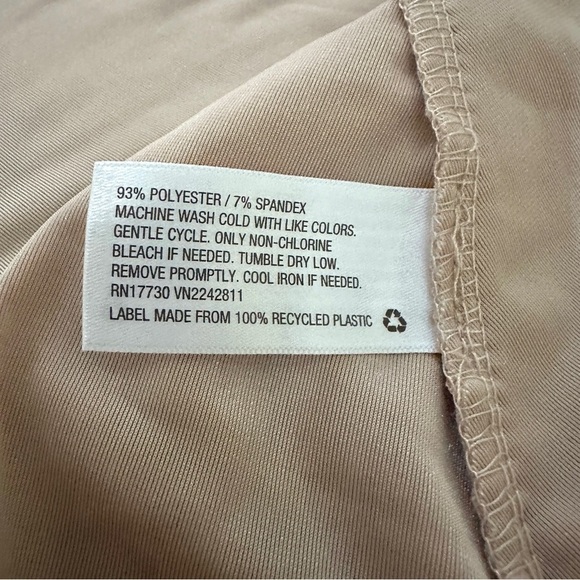 93% POLYESTER / 7% SPANDEX
MACHINE WASH COLD WITH LIKE COLORS.
GENTLE CYCLE. ONLY NON-CHLORINE
BLEACH IF NEEDED. TUMBLE DRY LOW.
REMOVE PROMPTLY. COOL IRON IF NEEDED.
RN17730 VN2242811
LABEL MADE FROM 100% RECYCLED PLASTIC